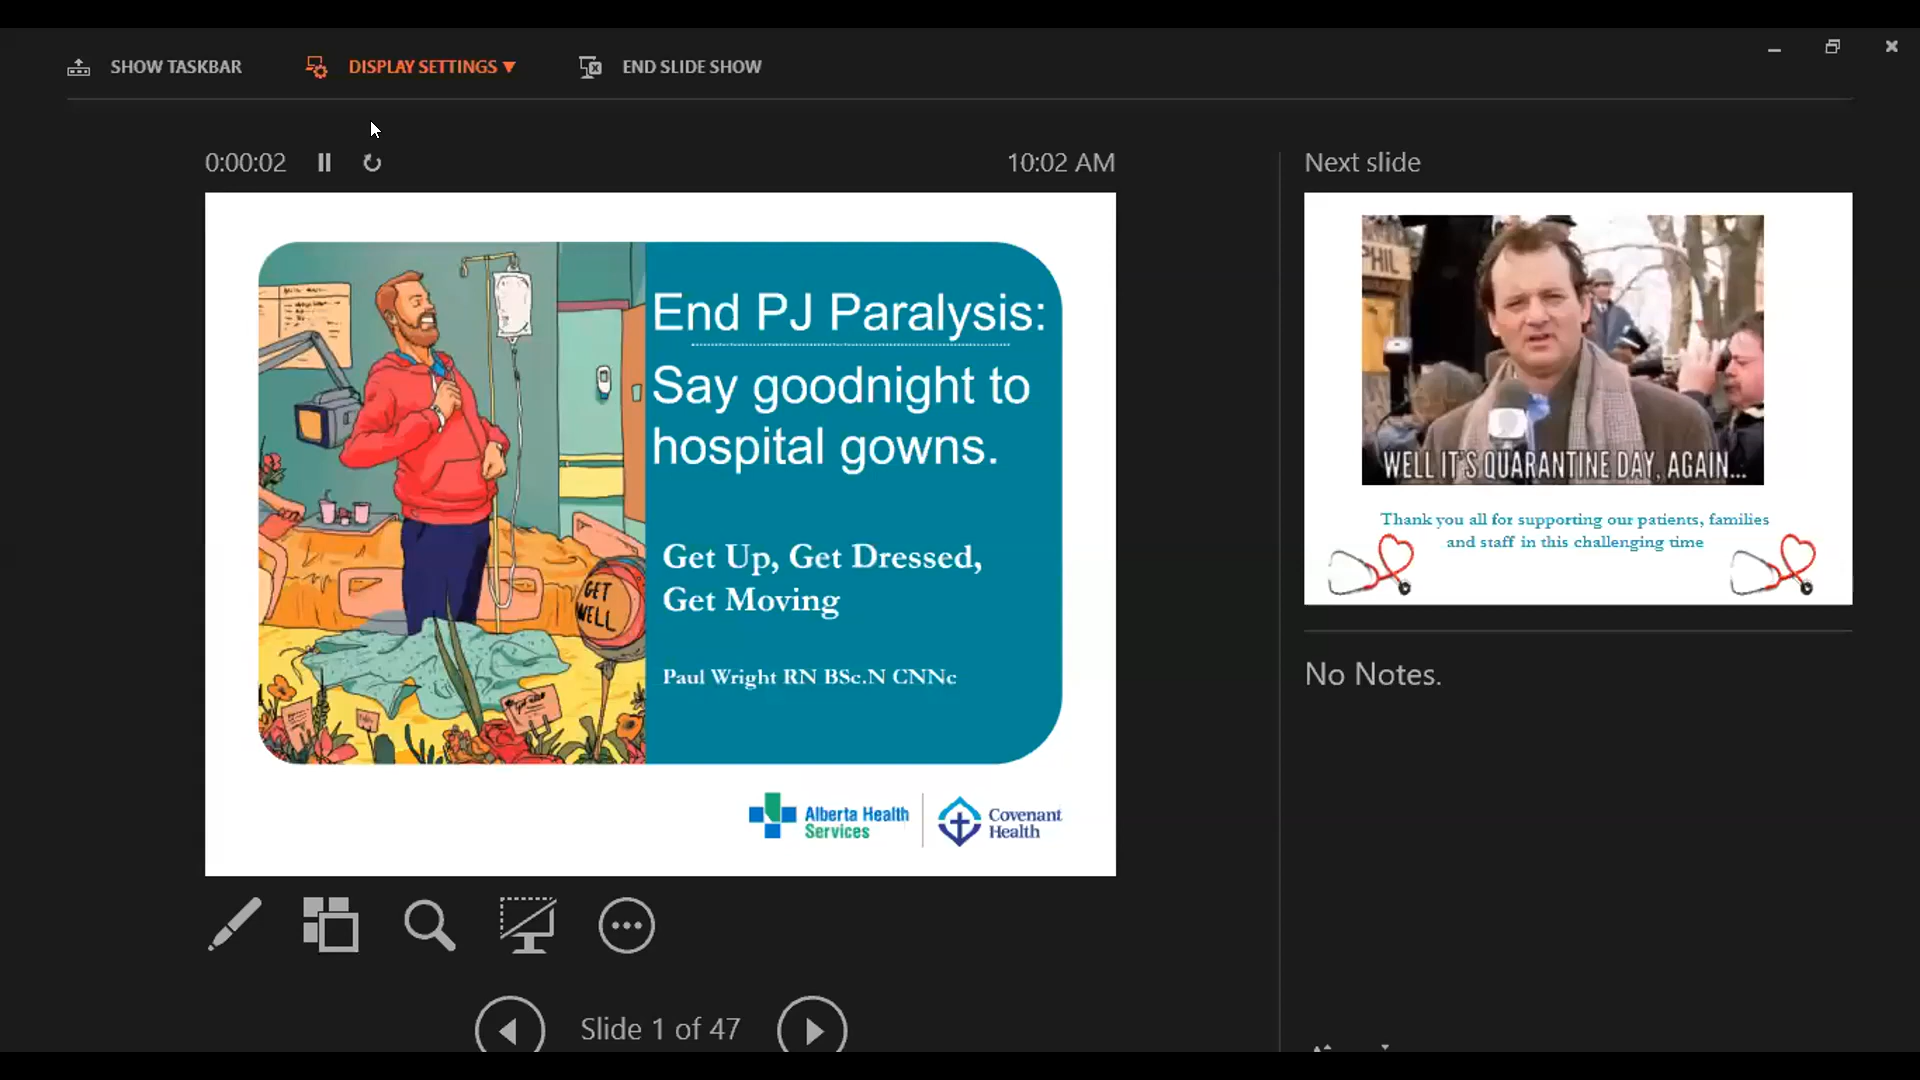 SHOW TASKBAR
DISPLAY SETTINGS
END SLIDE SHOW
0:00:02
10:02 AM
Next slide
End PJ Paralysis:
Say goodnight to
hospital gowns.
Get Up, Get Dressed,
Get Moving
Paul Wright RN BSc.N CNNc
GET
WELL
Alberta Health
Services
Covenant
Health
PHIL
WELL IT'S QUARANTINE DAY, AGAIN...
Thank you all for supporting our patients, families
and staff in this challenging time
No Notes.
Slide 1 of 47